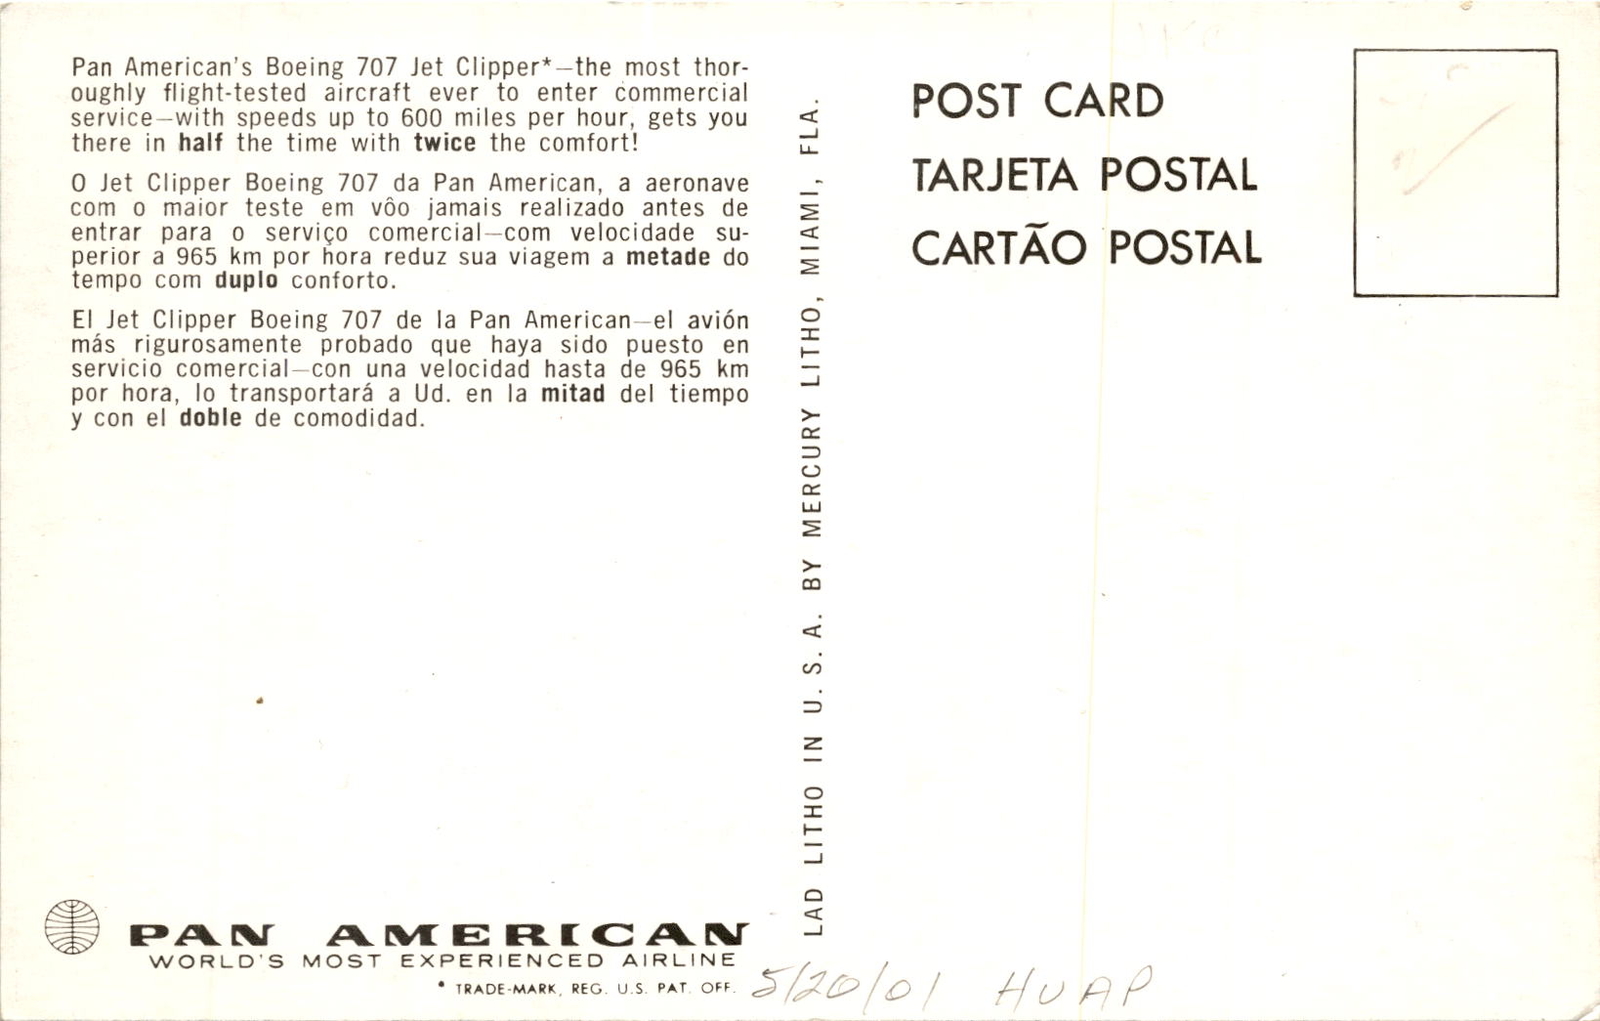 Pan American's Boeing 707 Jet Clipper*—the most thor-
oughly flight-tested aircraft ever to enter commercial
service—with speeds up to 600 miles per hour, gets you
there in half the time with twice the comfort!
O Jet Clipper Boeing 707 da Pan American, a aeronave
com o maior teste em vôo jamais realizado antes de
entrar para o serviço comercial—com velocidade su-
perior a 965 km por hora reduz sua viagem a metade do
tempo com duplo conforto.
El Jet Clipper Boeing 707 de la Pan American—el avión
más rigurosamente probado que haya sido puesto en
servicio comercial—con una velocidad hasta de 965 km
por hora, lo transportará a Ud. en la mitad del tiempo
y con el doble de comodidad.
PAN AMERICAN
WORLD'S MOST EXPERIENCED AIRLINE
* TRADE-MARK, REG. U.S. PAT. OFF.
LAD LITHO IN U. S. A. BY MERCURY LITHO, MIAMI, FLA.
POST CARD
TARJETA POSTAL
CARTÃO POSTAL
5/20/01 HUAP